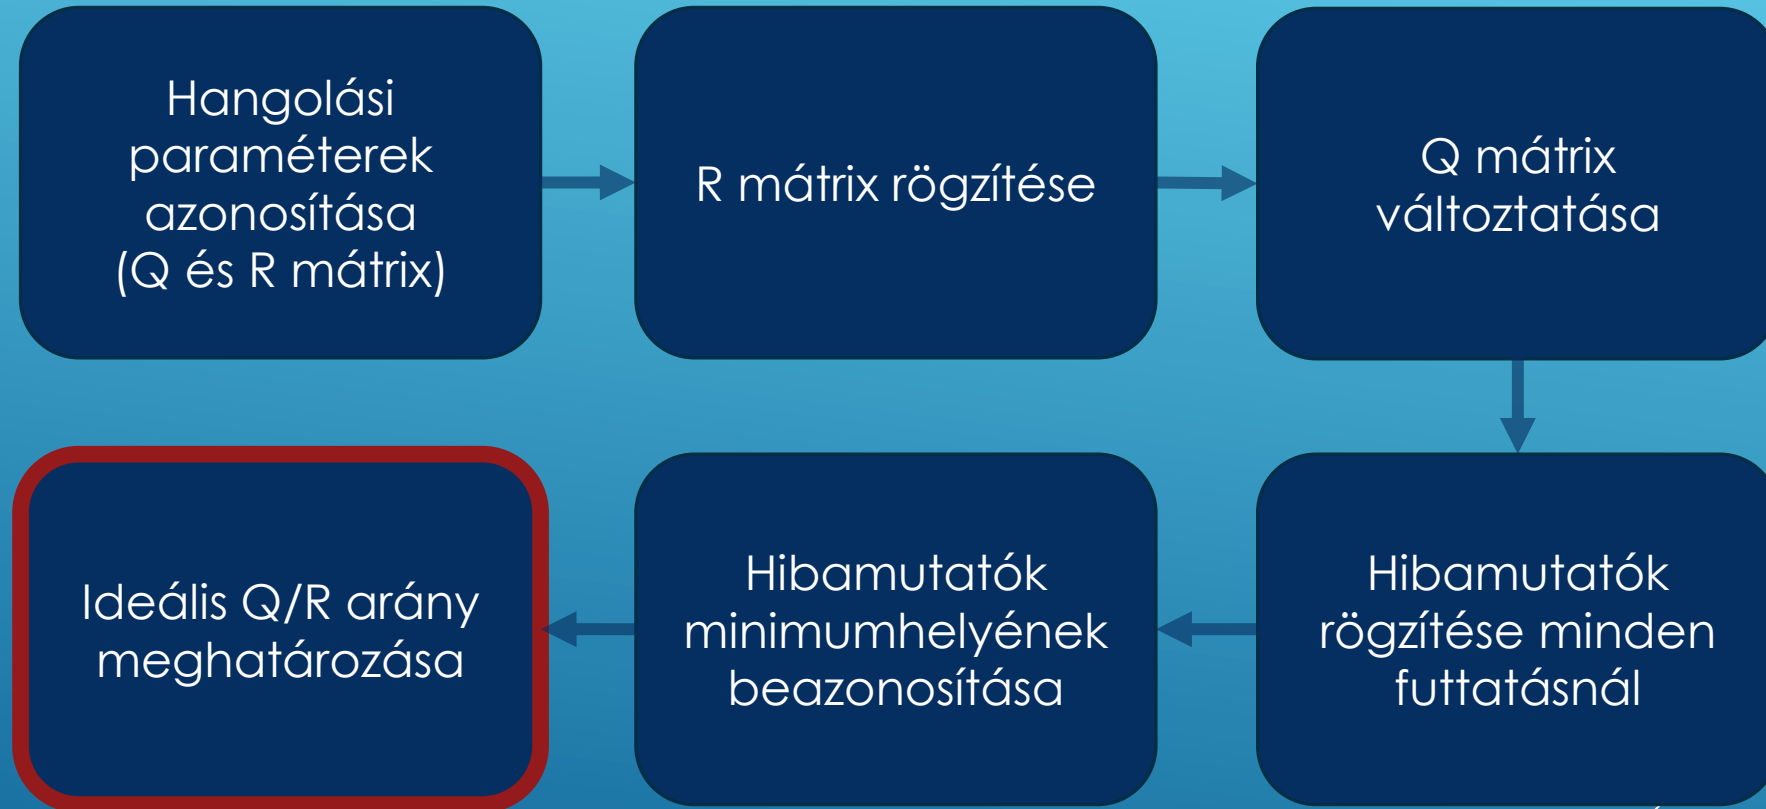 Hangolási
paraméterek
azonosítása
(Q és R mátrix)
R mátrix rögzítése
Q mátrix
változtatása
Hibamutatók
rögzítése minden
futtatásnál
Hibamutatók
minimumhelyének
beazonosítása
Ideális Q/R arány
meghatározása